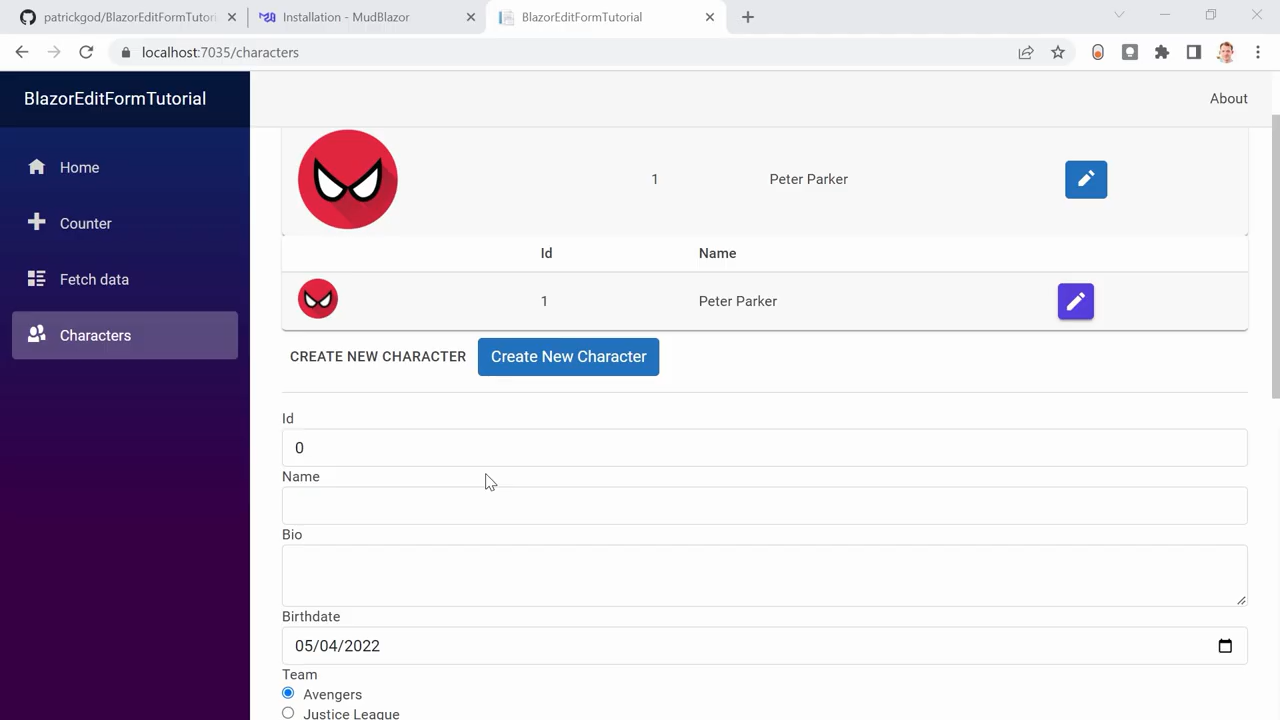 patrickgod/BlazorEditFormTutori
Installation - MudBlazor
BlazorEditFormTutorial
localhost:7035/characters
BlazorEditFormTutorial
About
Home
Counter
Fetch data
Characters
1 Peter Parker
Id Name
1 Peter Parker
CREATE NEW CHARACTER Create New Character
Id
0
Name
Bio
Birthdate
05/04/2022
Team
Avengers
Justice League